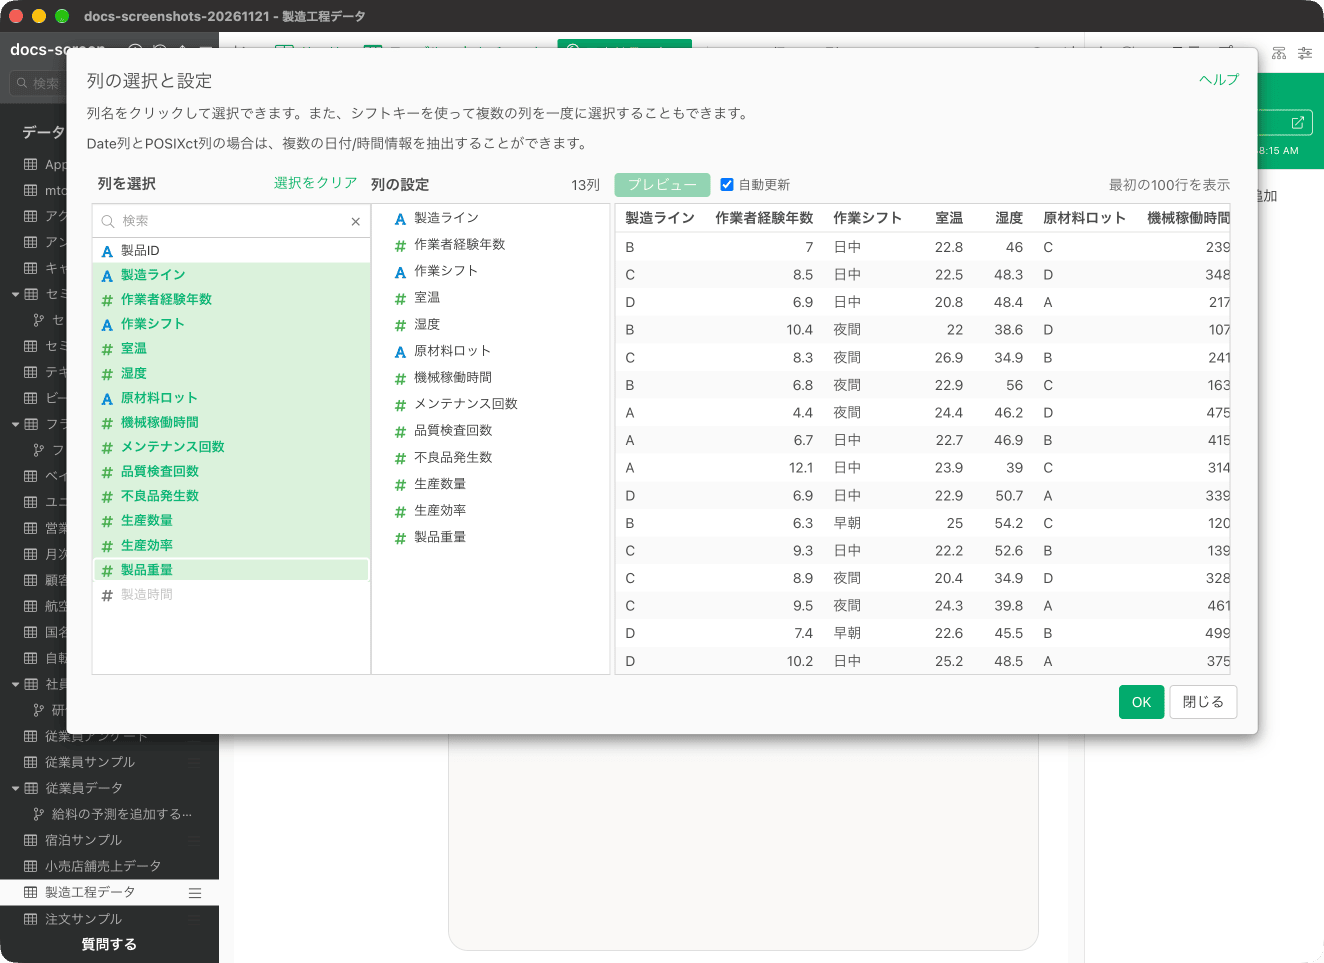 docs-screenshots-20261121 - 製造工程データ
列の選択と設定
ヘルプ
列名をクリックして選択できます。また、シフトキーを使って複数の列を一度に選択することもできます。
Date列とPOSIXct列の場合は、複数の日付/時間情報を抽出することができます。
列を選択 選択をクリア 列の設定 13列 プレビュー 自動更新 最初の100行を表示
検索
製品ID
製造ライン
作業者経験年数
作業シフト
室温
湿度
原材料ロット
機械稼働時間
メンテナンス回数
品質検査回数
不良品発生数
生産数量
生産効率
製品重量
製造時間
製造ライン
作業者経験年数
作業シフト
室温
湿度
原材料ロット
機械稼働時間
メンテナンス回数
品質検査回数
不良品発生数
生産数量
生産効率
製品重量
製造ライン 作業者経験年数 作業シフト 室温 湿度 原材料ロット 機械稼働時間
B 7 日中 22.8 46 C 239
C 8.5 日中 22.5 48.3 D 348
D 6.9 日中 20.8 48.4 A 217
B 10.4 夜間 22 38.6 D 107
C 8.3 夜間 26.9 34.9 B 241
B 6.8 夜間 22.9 56 C 163
A 4.4 夜間 24.4 46.2 D 475
A 6.7 日中 22.7 46.9 B 415
A 12.1 日中 23.9 39 C 314
D 6.9 日中 22.9 50.7 A 339
B 6.3 早朝 25 54.2 C 120
C 9.3 日中 22.2 52.6 B 139
C 8.9 夜間 20.4 34.9 D 328
C 9.5 夜間 24.3 39.8 A 461
D 7.4 早朝 22.6 45.5 B 499
D 10.2 日中 25.2 48.5 A 375
OK 閉じる
検索
データ
8:15 AM
追加
従業員アンケート
従業員サンプル
従業員データ
給料の予測を追加する…
宿泊サンプル
小売店舗売上データ
製造工程データ
注文サンプル
質問する